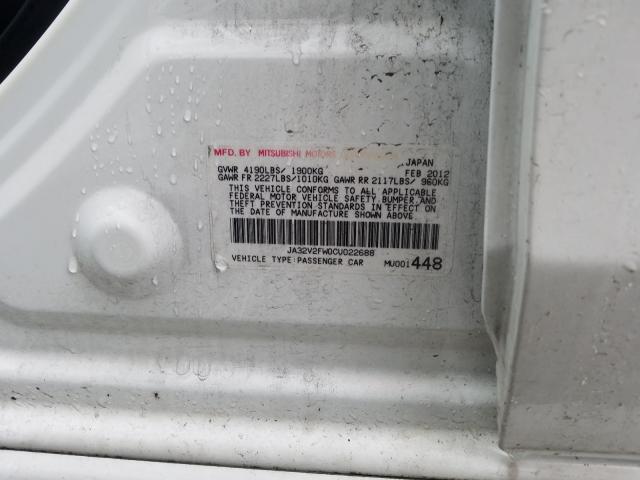 MFD. BY MITSUBISHI MOTORS
JAPAN
GVWR 4190LBS/ 1900KG FEB 2012
GAWR FR 2227LBS/1010KG GAWR RR 2117LBS/ 960KG
THIS VEHICLE CONFORMS TO ALL APPLICABLE
FEDERAL MOTOR VEHICLE SAFETY, BUMPER, AND
THEFT PREVENTION STANDARDS IN EFFECT ON
THE DATE OF MANUFACTURE SHOWN ABOVE.
JA32V2FW0CU022688
VEHICLE TYPE:PASSENGER CAR MU001448